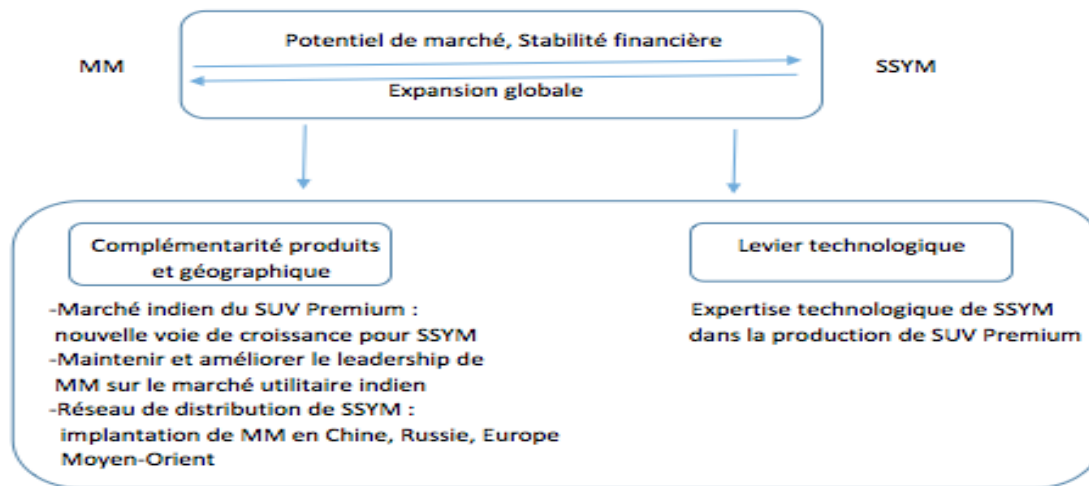 Potentiel de marché, Stabilité financière
MM
SSYM
Expansion globale
Complémentarité produits
et géographique
-Marché indien du SUV Premium :
nouvelle voie de croissance pour SSYM
-Maintenir et améliorer le leadership de
MM sur le marché utilitaire indien
-Réseau de distribution de SSYM :
implantation de MM en Chine, Russie, Europe
Moyen-Orient
Levier technologique
Expertise technologique de SSYM
dans la production de SUV Premium